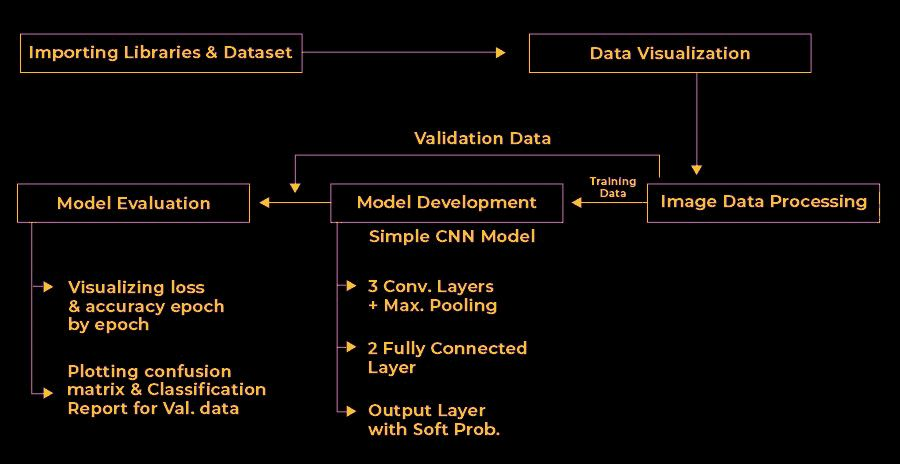 Importing Libraries & Dataset
Data Visualization
Validation Data
Training
Data
Image Data Processing
Model Development
Model Evaluation
Simple CNN Model
3 Conv. Layers
+ Max. Pooling
2 Fully Connected
Layer
Output Layer
with Soft Prob.
Visualizing loss
& accuracy epoch
by epoch
Plotting confusion
matrix & Classification
Report for Val. data